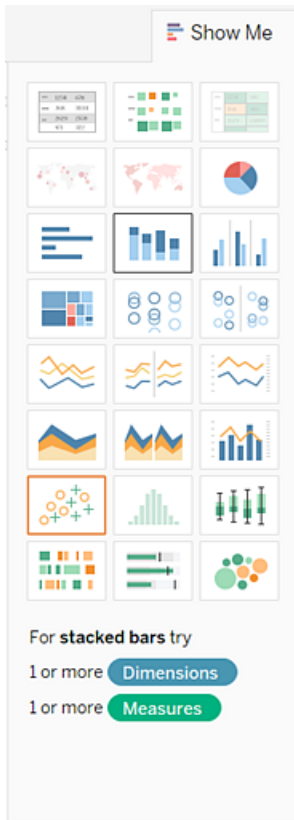 Show Me
For stacked bars try
1 or more Dimensions
1 or more Measures